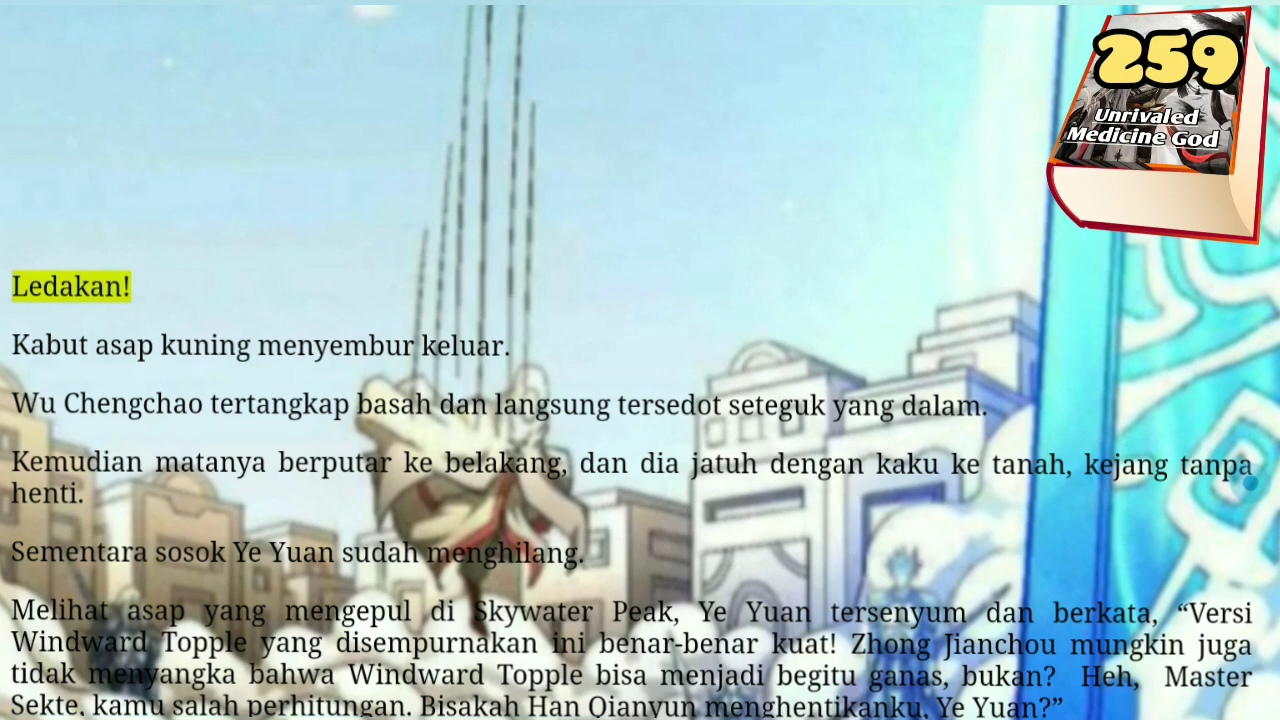 259
Unrivaled
Medicine God
Ledakan!
Kabut asap kuning menyembur keluar.
Wu Chengchao tertangkap basah dan langsung tersedot seteguk yang dalam.
Kemudian matanya berputar ke belakang, dan dia jatuh dengan kaku ke tanah, kejang tanpa
henti.
Sementara sosok Ye Yuan sudah menghilang.
Melihat asap yang mengepul di Skywater Peak, Ye Yuan tersenyum dan berkata, “Versi
Windward Topple yang disempurnakan ini benar-benar kuat! Zhong Jianchou mungkin juga
tidak menyangka bahwa Windward Topple bisa menjadi begitu ganas, bukan? Heh, Master
Sekte, kamu salah perhitungan. Bisakah Han Qianyun menghentikanku, Ye Yuan?”